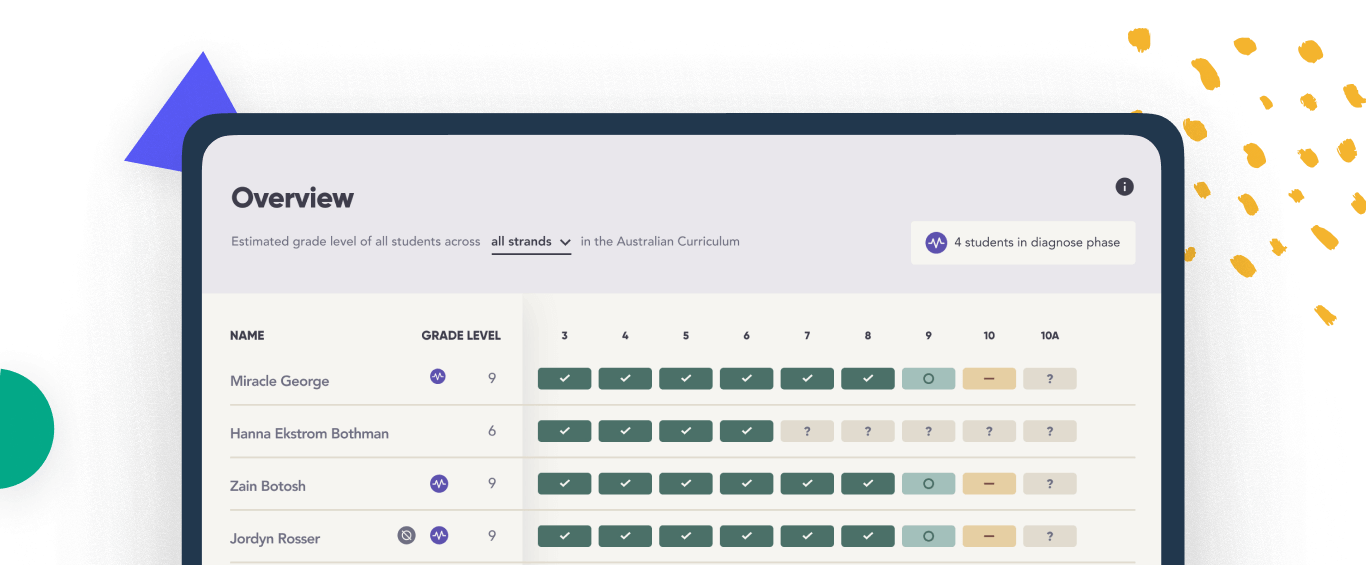 Overview
Estimated grade level of all students across all strands in the Australian Curriculum
4 students in diagnose phase
NAME GRADE LEVEL 3 4 5 6 7 8 9 10 10A
Miracle George 9 ?
Hanna Ekstrom Bothman 6 ? ? ? ? ?
Zain Botosh 9 ?
Jordyn Rosser 9 ?